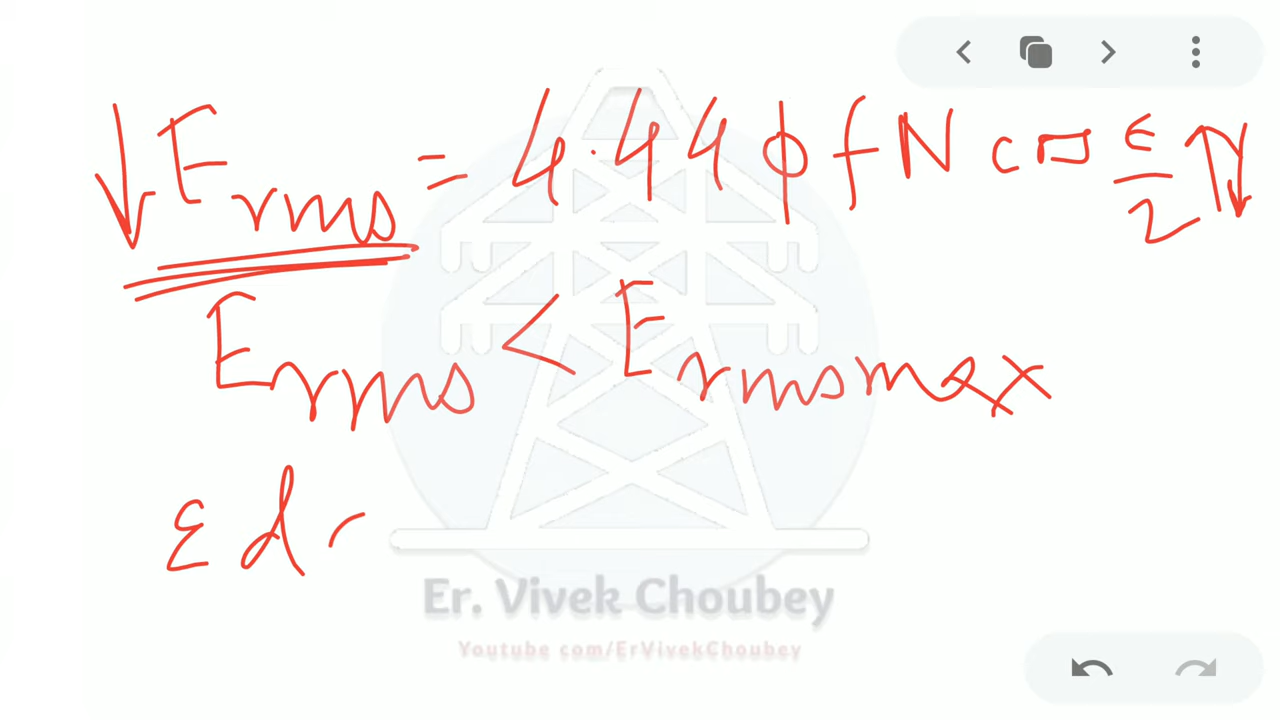 ↓ Erms = 4.44 ϕ f N cos ε/2 ↓
Erms < Ermsmax
ε d
Er. Vivek Choubey
Youtube com/ErVivekChoubey